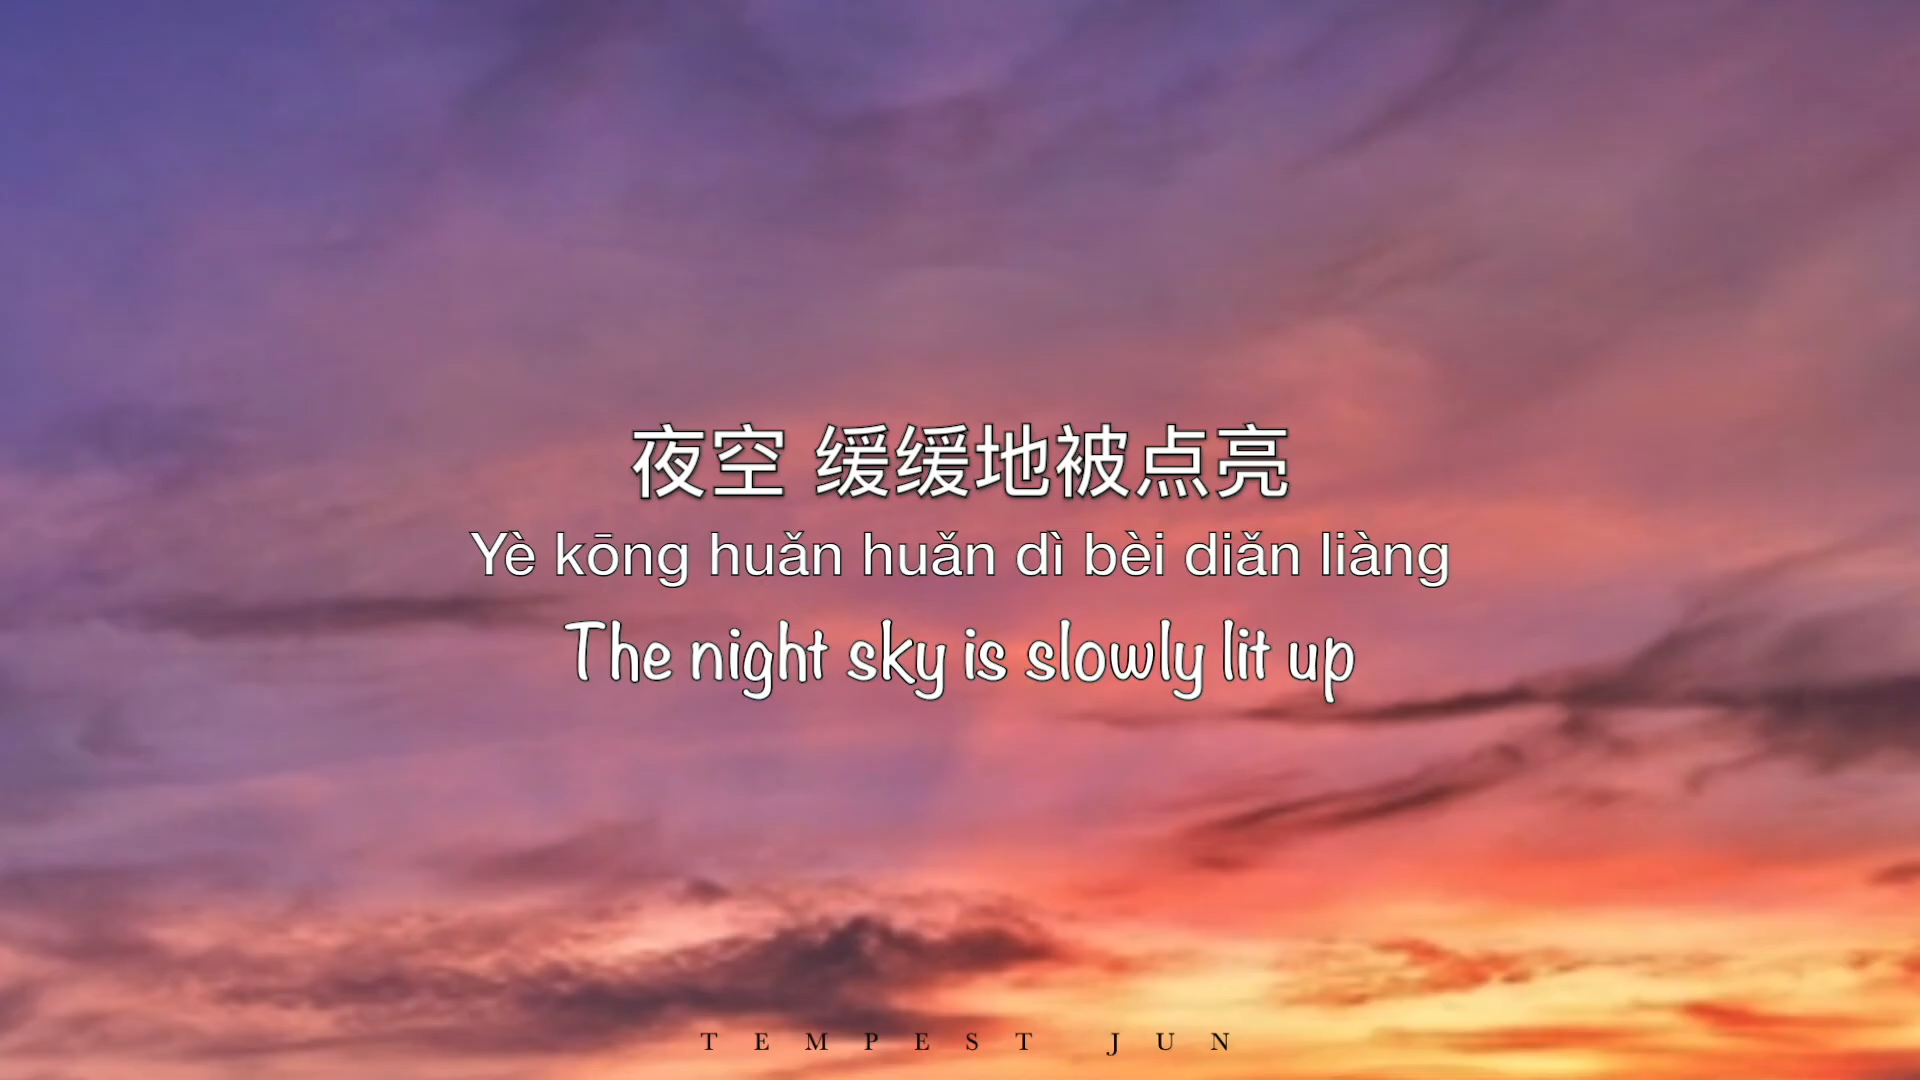 夜空 缓缓地被点亮
Yè kōng huǎn huǎn dì bèi diǎn liàng
The night sky is slowly lit up
TEMPEST JUN